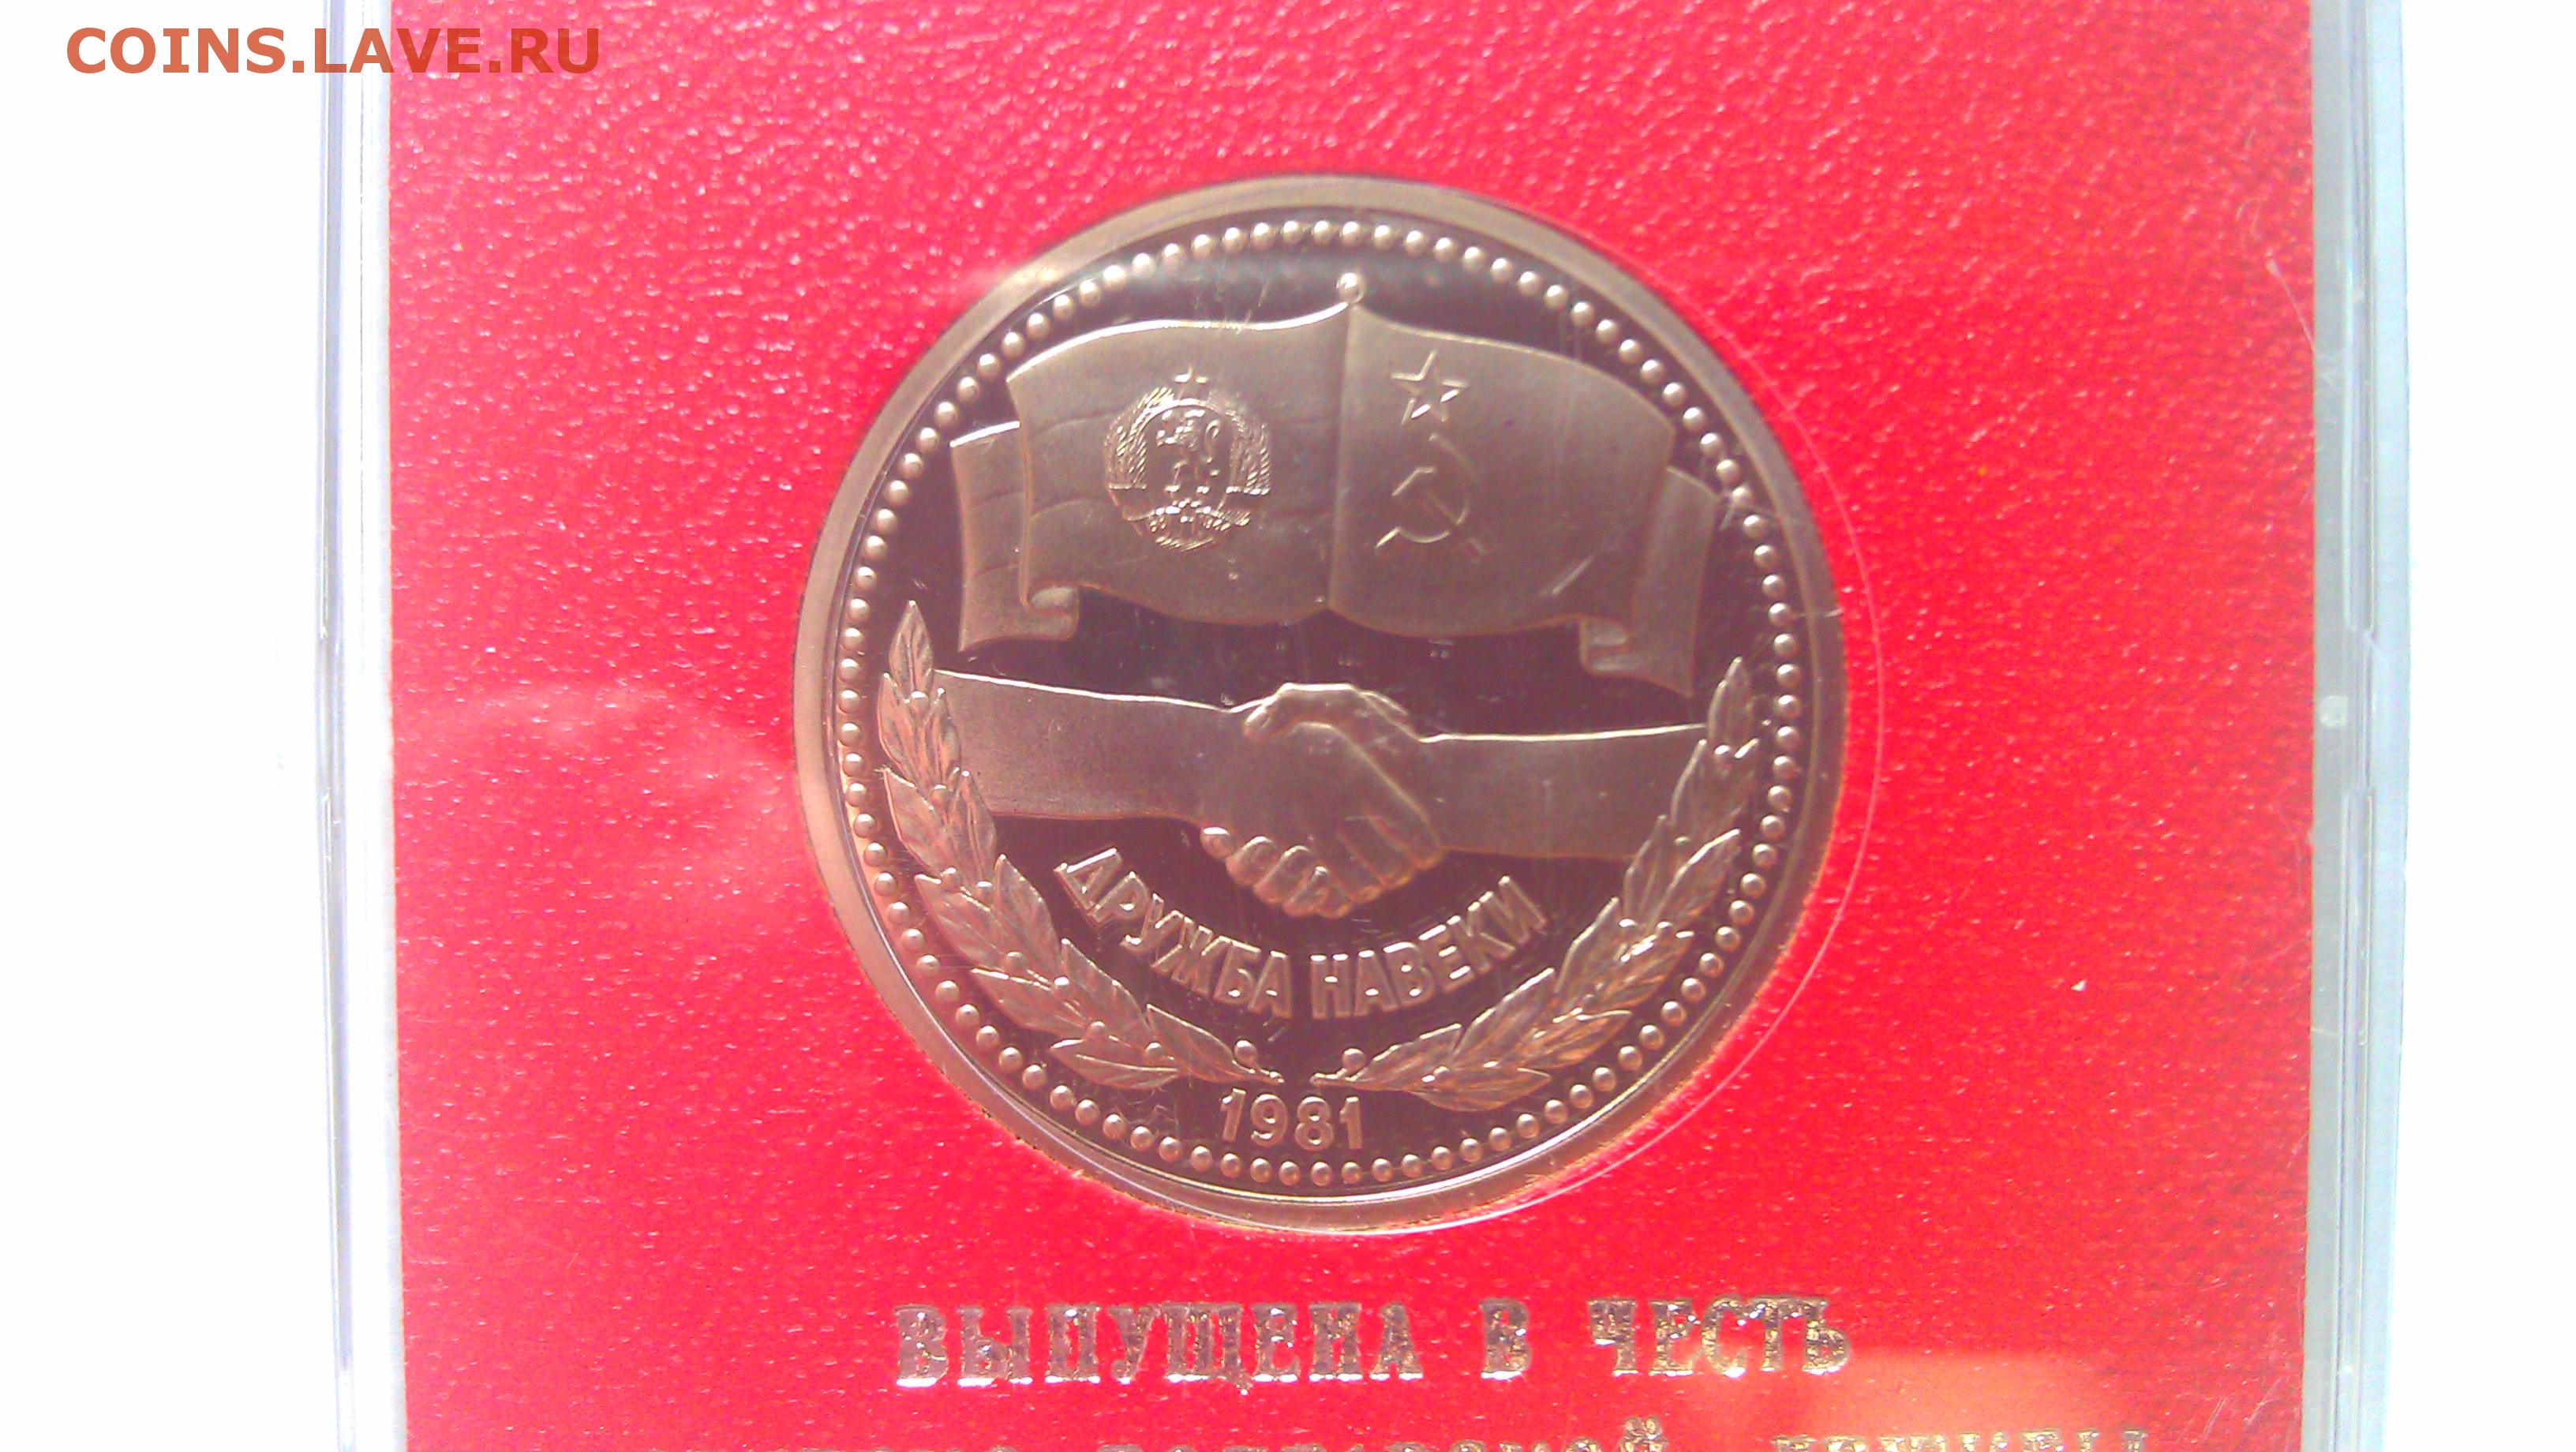 COINS.LAVE.RU
ДРУЖБА НАВЕКИ
1981
ВЫПУЩЕНА В ЧЕСТЬ